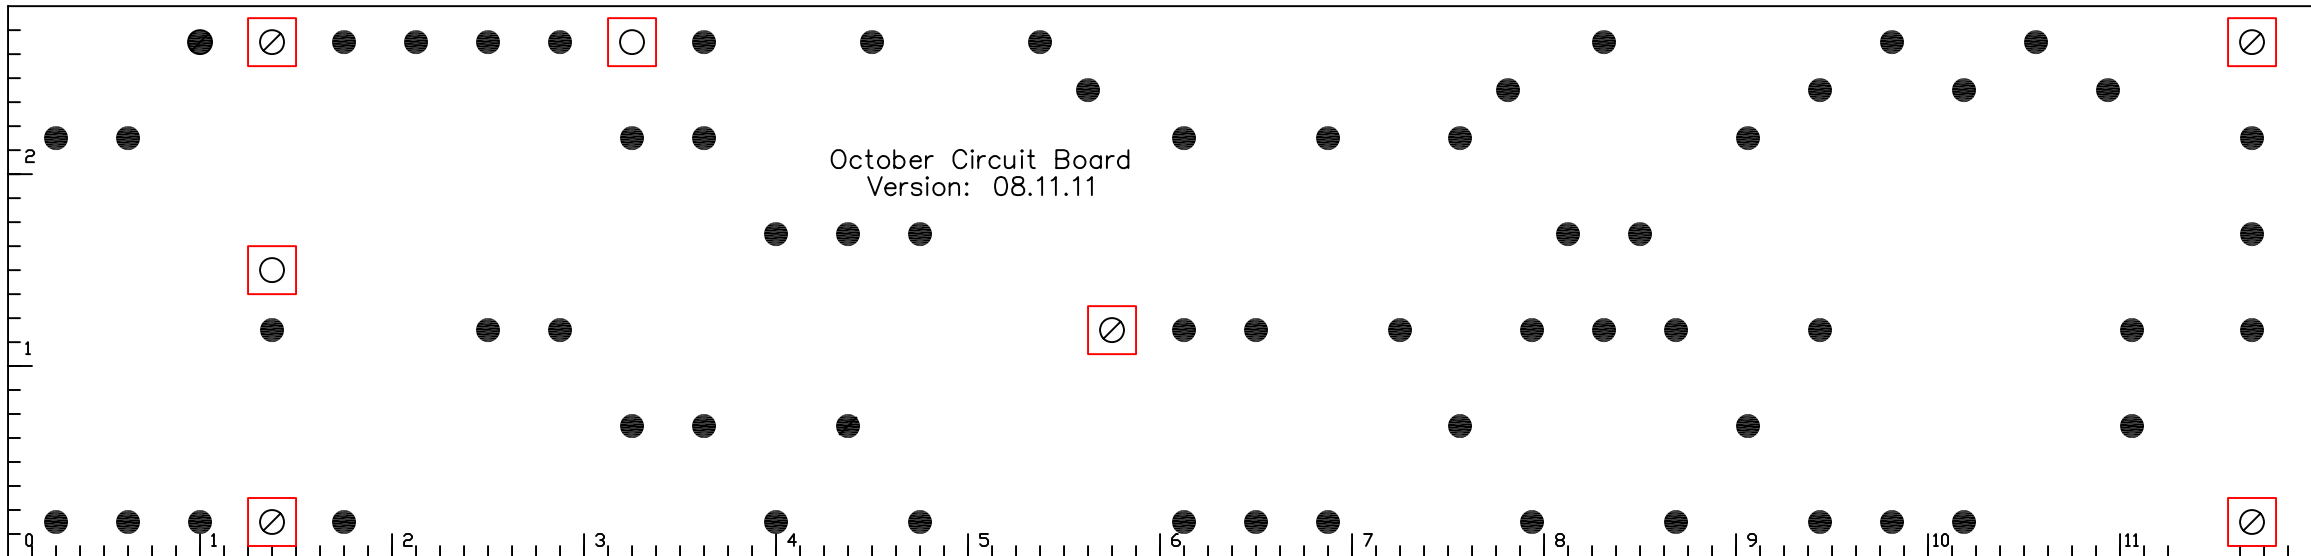 2
October Circuit Board
Version: 08.11.11
1
0 1 2 3 4 5 6 7 8 9 10 11